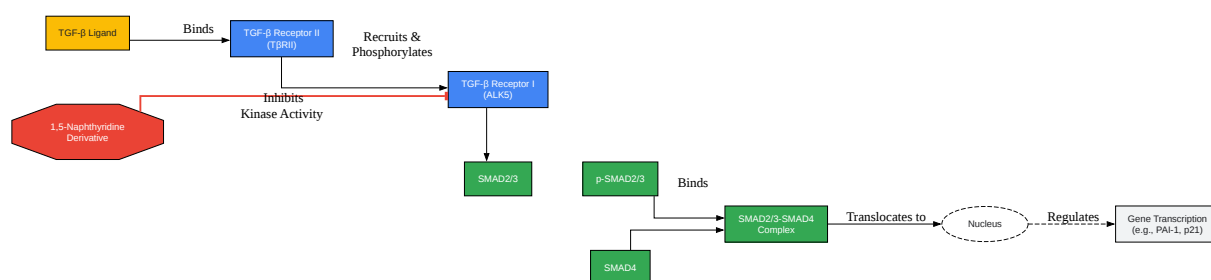 TGF-β Ligand
Binds
TGF-β Receptor II
(TβRII)
Recruits &
Phosphorylates
TGF-β Receptor I
(ALK5)
Inhibits
Kinase Activity
1,5-Naphthyridine
Derivative
SMAD2/3
p-SMAD2/3
Binds
SMAD2/3-SMAD4
Complex
Translocates to
Nucleus
Regulates
Gene Transcription
(e.g., PAI-1, p21)
SMAD4